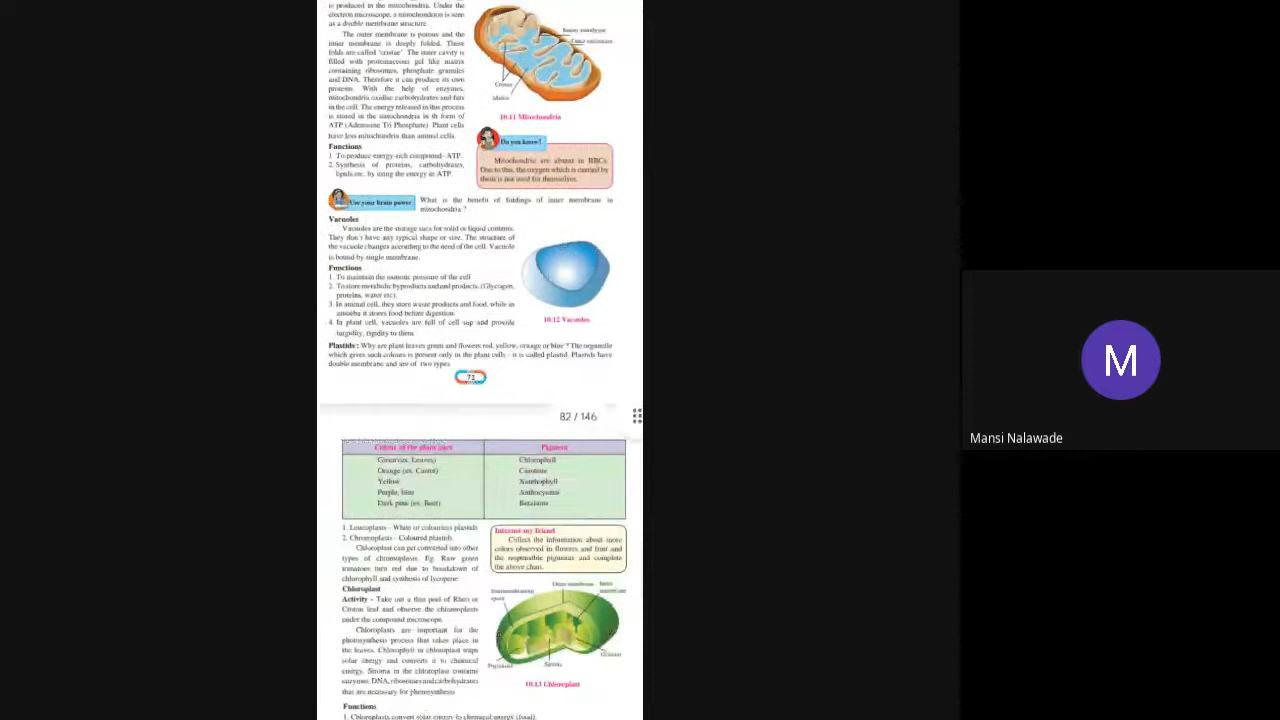 is produced in the mitochondria. Under the
electron microscope, a mitochondrion is seen
as a double membrane structure.
The outer membrane is porous and the
inner membrane is deeply folded. These
folds are called 'cristae'. The inner cavity is
filled with proteinaceous gel like matrix
containing ribosomes, phosphate granules
and DNA. Therefore it can produce its own
proteins. With the help of enzymes,
mitochondria oxidise carbohydrates and fats
in the cell. The energy released in this process
is stored in the mitochondria in th form of
ATP (Adenosine Tri Phosphate) Plant cells
have less mitochondria than animal cells.
Functions
1. To produce energy-rich compound- ATP.
2. Synthesis of proteins, carbohydrates,
lipids etc. by using the energy in ATP.
Outer membrane
Cristae
Matrix
10.11 Mitochondria
Do you know?
Mitochondria are absent in RBCs.
Due to this, the oxygen which is carried by
them is not used for themselves.
Use your brain power
What is the benefit of foldings of inner membrane in
mitochondria ?
Vacuoles
Vacuoles are the storage sacs for solid or liquid contents.
They don't have any typical shape or size. The structure of
the vacuole changes according to the need of the cell. Vacuole
is bound by single membrane.
Functions
1. To maintain the osmotic pressure of the cell
2. To store metabolic byproducts and end products. (Glycogen,
proteins, water etc).
3. In animal cell, they store waste products and food, while in
amoeba it stores food before digestion.
4. In plant cell, vacuoles are full of cell sap and provide
turgidity, rigidity to them.
10.12 Vacuoles
Plastids : Why are plant leaves green and flowers red, yellow, orange or blue ? The organelle
which gives such colours is present only in the plant cells - it is called plastid. Plastids have
double membrane and are of two types
72
82 / 146
Colour of the plant part
Pigment
Green (ex. Leaves)
Chlorophyll
Orange (ex. Carrot)
Carotene
Yellow
Xanthophyll
Purple, blue
Anthocyanin
Dark pink (ex. Beet)
Betalains
1. Leucoplasts - White or colourless plastids
2. Chromoplasts - Coloured plastids
Chloroplast can get converted into other
types of chromoplasts. Eg. Raw green
tomatoes turn red due to breakdown of
chlorophyll and synthesis of lycopene
Internet my friend
Collect the information about more
colors observed in flowers and fruit and
the responsible pigments and complete
the above chart.
Chloroplast
Activity - Take out a thin peel of Rheo or
Croton leaf and observe the chloroplasts
under the compound microscope.
Chloroplasts are important for the
photosynthesis process that takes place in
the leaves. Chlorophyll in chloroplast traps
solar energy and converts it to chemical
energy. Stroma in the chloroplast contains
enzymes, DNA, ribosomes and carbohydrates
that are necessary for photosynthesis
Intermembranous
space
Outer membrane
Inner
membrane
Stroma
Granum
10.13 Chloroplast
Functions
1. Chloroplasts convert solar energy to chemical energy (food).
M
Mansi Nalawade